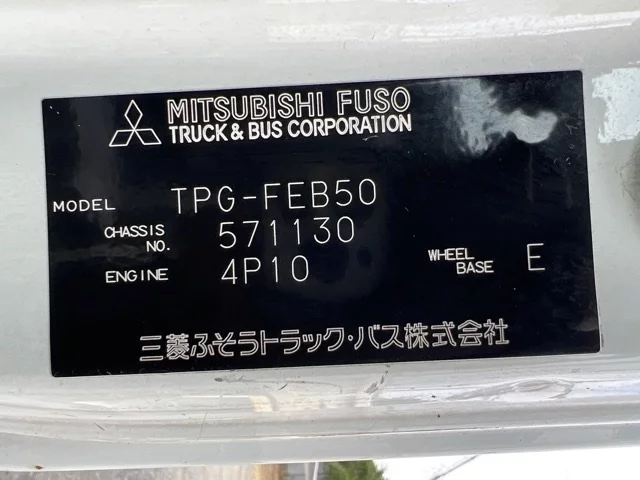 MITSUBISHI FUSO
TRUCK & BUS CORPORATION
MODEL TPG-FEB50
CHASSIS NO. 571130
ENGINE 4P10
WHEEL BASE E
三菱ふそうトラック・バス株式会社